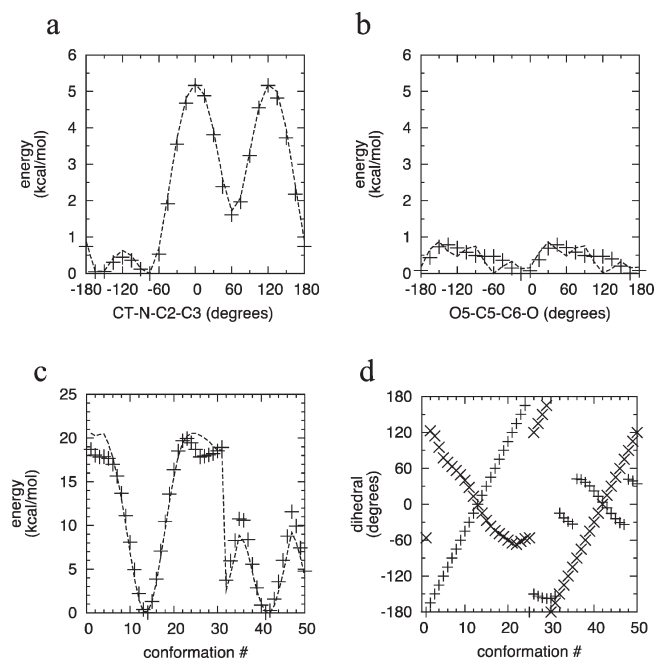 a
6
5
4
3
2
1
0
energy
(kcal/mol)
-180 -120 -60 0 60 120 180
CT-N-C2-C3 (degrees)
b
6
5
4
3
2
1
0
energy
(kcal/mol)
-180 -120 -60 0 60 120 180
O5-C5-C6-O (degrees)
c
25
20
15
10
5
0
energy
(kcal/mol)
0 10 20 30 40 50
conformation #
d
180
120
60
0
-60
-120
-180
dihedral
(degrees)
0 10 20 30 40 50
conformation #